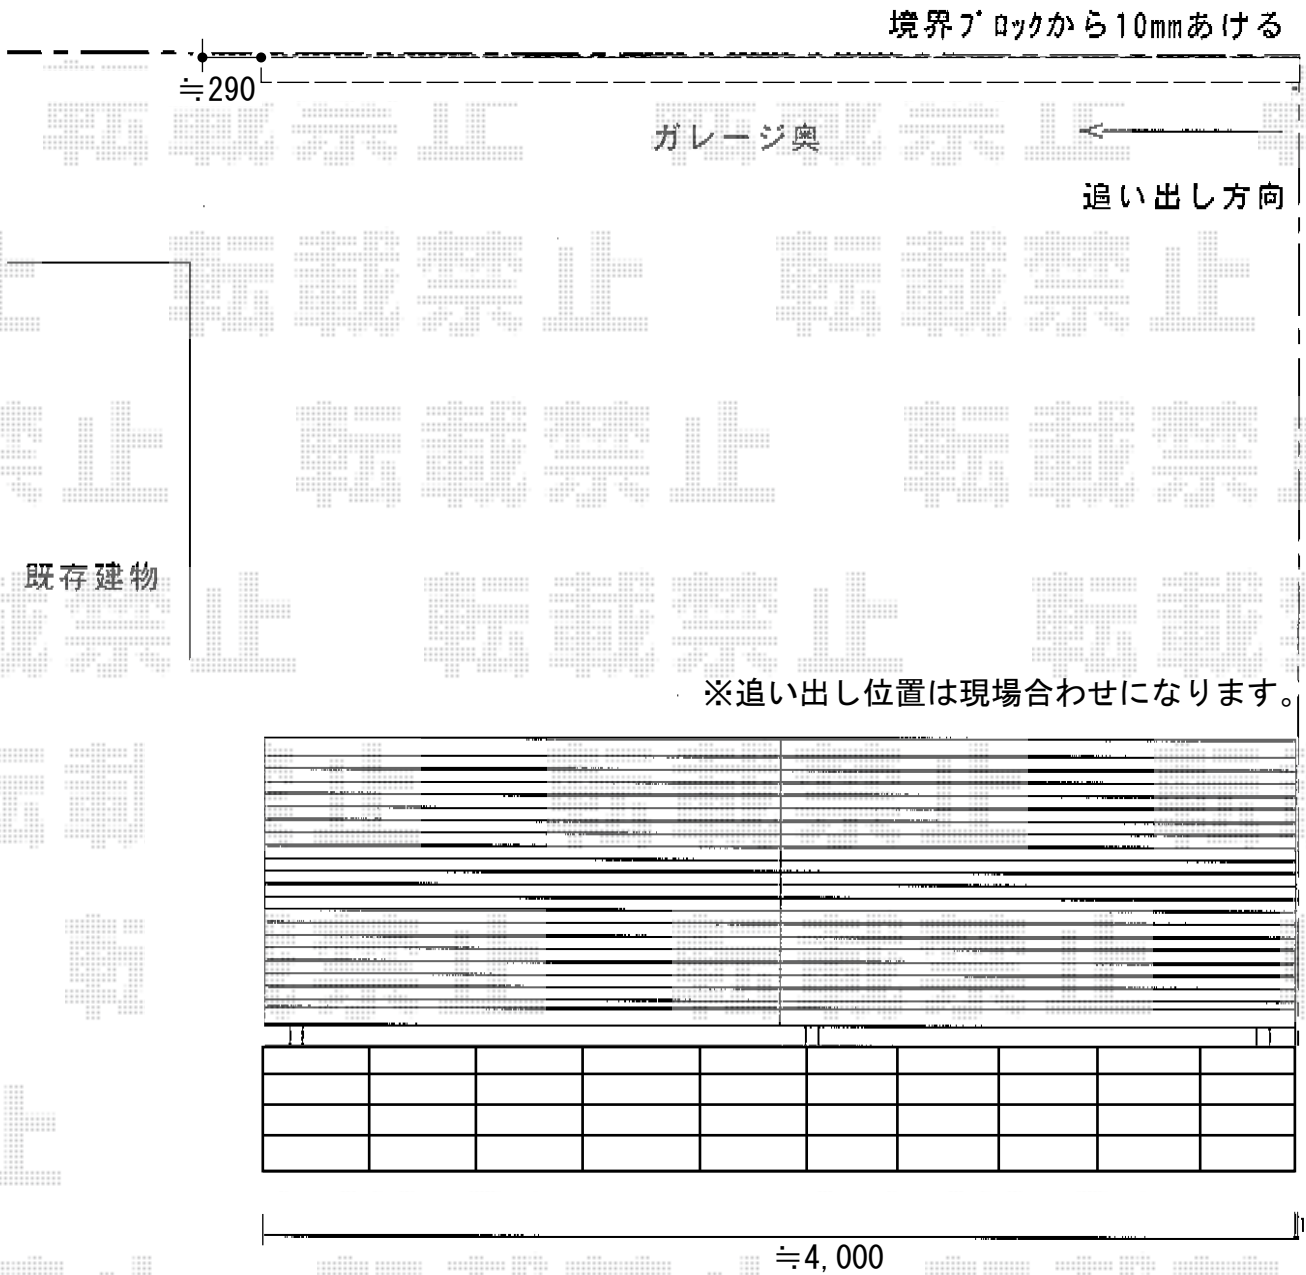 境界ブロックから10mmあける
≒290
ガレージ奥
追い出し方向
転載禁止
既存建物
※追い出し位置は現場合わせになります。
≒4,000